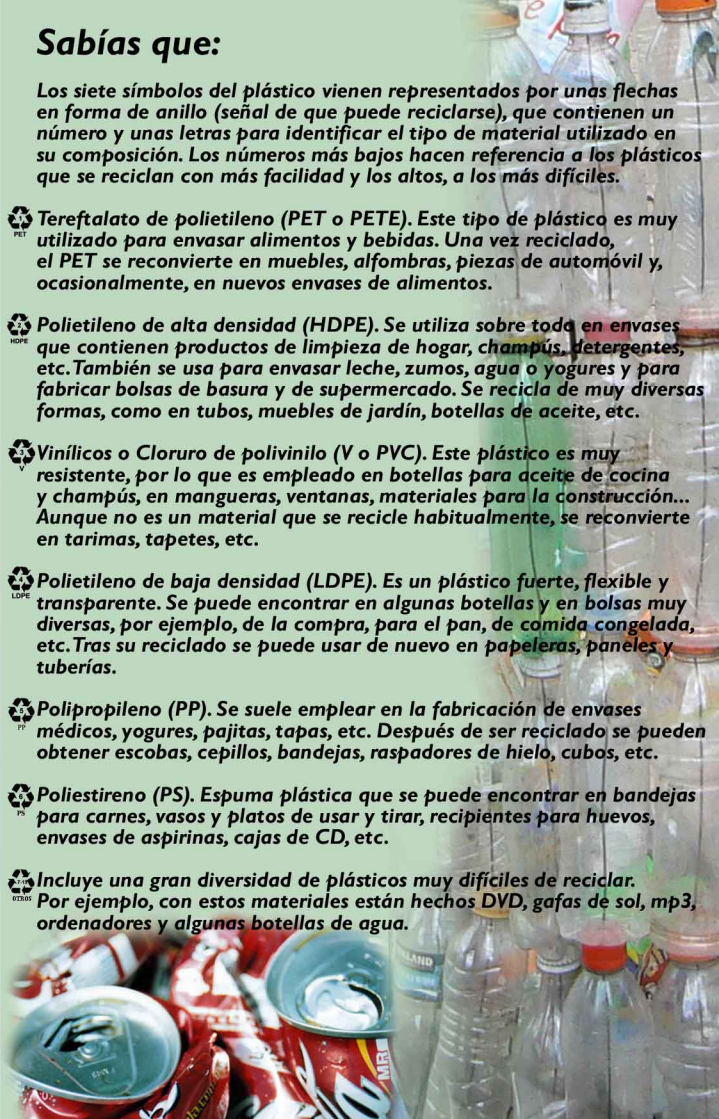 Sabías que:
Los siete símbolos del plástico vienen representados por unas flechas
en forma de anillo (señal de que puede reciclarse), que contienen un
número y unas letras para identificar el tipo de material utilizado en
su composición. Los números más bajos hacen referencia a los plásticos
que se reciclan con más facilidad y los altos, a los más difíciles.
1
PET
Tereftalato de polietileno (PET o PETE). Este tipo de plástico es muy
utilizado para envasar alimentos y bebidas. Una vez reciclado,
el PET se reconvierte en muebles, alfombras, piezas de automóvil y,
ocasionalmente, en nuevos envases de alimentos.
2
HDPE
Polietileno de alta densidad (HDPE). Se utiliza sobre todo en envases
que contienen productos de limpieza de hogar, champús, detergentes,
etc. También se usa para envasar leche, zumos, agua o yogures y para
fabricar bolsas de basura y de supermercado. Se recicla de muy diversas
formas, como en tubos, muebles de jardín, botellas de aceite, etc.
3
V
Vinílicos o Cloruro de polivinilo (V o PVC). Este plástico es muy
resistente, por lo que es empleado en botellas para aceite de cocina
y champús, en mangueras, ventanas, materiales para la construcción...
Aunque no es un material que se recicle habitualmente, se reconvierte
en tarimas, tapetes, etc.
4
LDPE
Polietileno de baja densidad (LDPE). Es un plástico fuerte, flexible y
transparente. Se puede encontrar en algunas botellas y en bolsas muy
diversas, por ejemplo, de la compra, para el pan, de comida congelada,
etc. Tras su reciclado se puede usar de nuevo en papeleras, paneles y
tuberías.
5
PP
Polipropileno (PP). Se suele emplear en la fabricación de envases
médicos, yogures, pajitas, tapas, etc. Después de ser reciclado se pueden
obtener escobas, cepillos, bandejas, raspadores de hielo, cubos, etc.
6
PS
Poliestireno (PS). Espuma plástica que se puede encontrar en bandejas
para carnes, vasos y platos de usar y tirar, recipientes para huevos,
envases de aspirinas, cajas de CD, etc.
OTROS
Incluye una gran diversidad de plásticos muy difíciles de reciclar.
Por ejemplo, con estos materiales están hechos DVD, gafas de sol, mp3,
ordenadores y algunas botellas de agua.